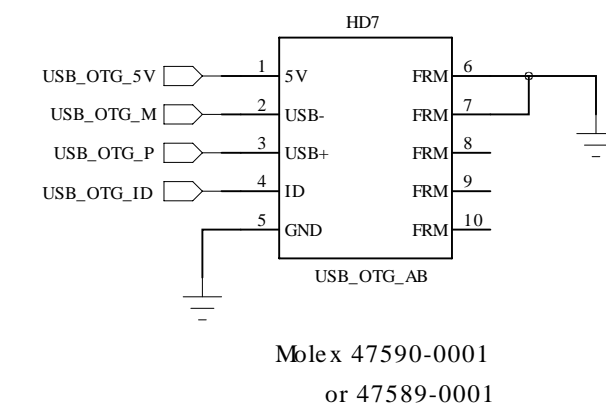 HD7
USB_OTG_5V 1 5V FRM 6
USB_OTG_M 2 USB- FRM 7
USB_OTG_P 3 USB+ FRM 8
USB_OTG_ID 4 ID FRM 9
5 GND FRM 10
USB_OTG_AB
Molex 47590-0001
or 47589-0001